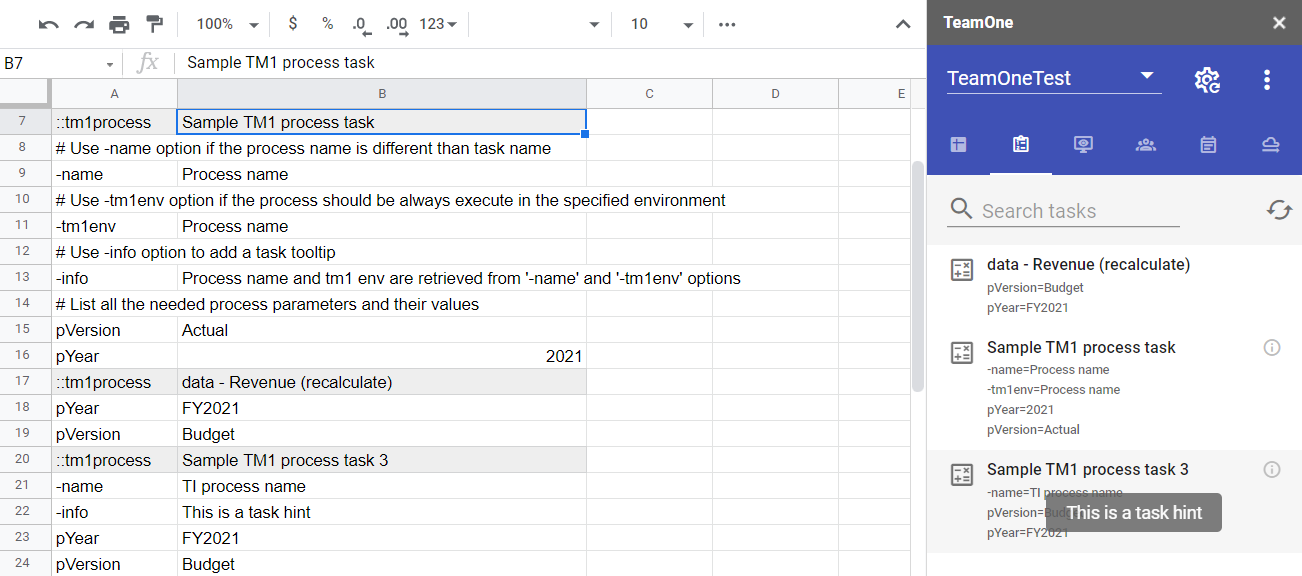 100%
$ % .0 .00 123
10
TeamOne
B7
fx
Sample TM1 process task
TeamOneTest
A B C D E
7 ::tm1process Sample TM1 process task
8 # Use -name option if the process name is different than task name
9 -name Process name
10 # Use -tm1env option if the process should be always execute in the specified environment
11 -tm1env Process name
12 # Use -info option to add a task tooltip
13 -info Process name and tm1 env are retrieved from '-name' and '-tm1env' options
14 # List all the needed process parameters and their values
15 pVersion Actual
16 pYear 2021
17 ::tm1process data - Revenue (recalculate)
18 pYear FY2021
19 pVersion Budget
20 ::tm1process Sample TM1 process task 3
21 -name TI process name
22 -info This is a task hint
23 pYear FY2021
24 pVersion Budget
Search tasks
data - Revenue (recalculate)
pVersion=Budget
pYear=FY2021
Sample TM1 process task
-name=Process name
-tm1env=Process name
pYear=2021
pVersion=Actual
Sample TM1 process task 3
-name=TI process name
pVersion=Budget
This is a task hint
pYear=FY2021